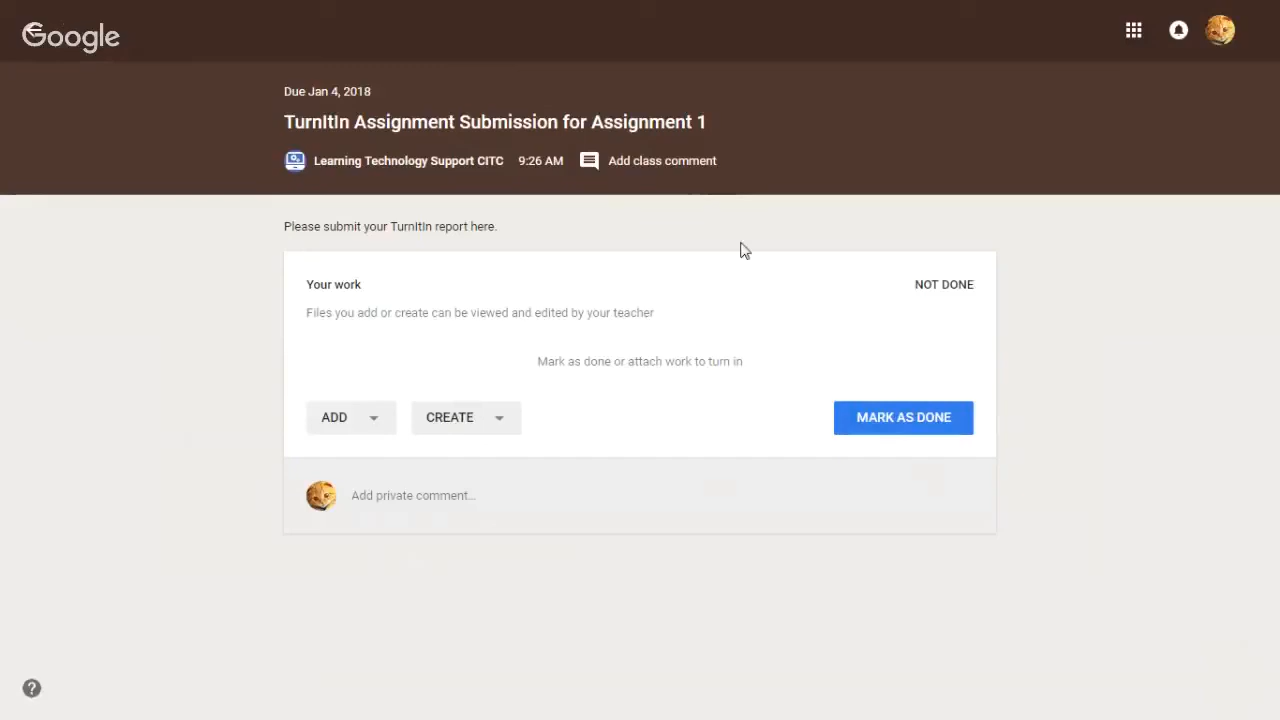 Google
Due Jan 4, 2018
TurnItIn Assignment Submission for Assignment 1
Learning Technology Support CITC 9:26 AM Add class comment
Please submit your TurnItIn report here.
Your work NOT DONE
Files you add or create can be viewed and edited by your teacher
Mark as done or attach work to turn in
ADD CREATE MARK AS DONE
Add private comment...
?